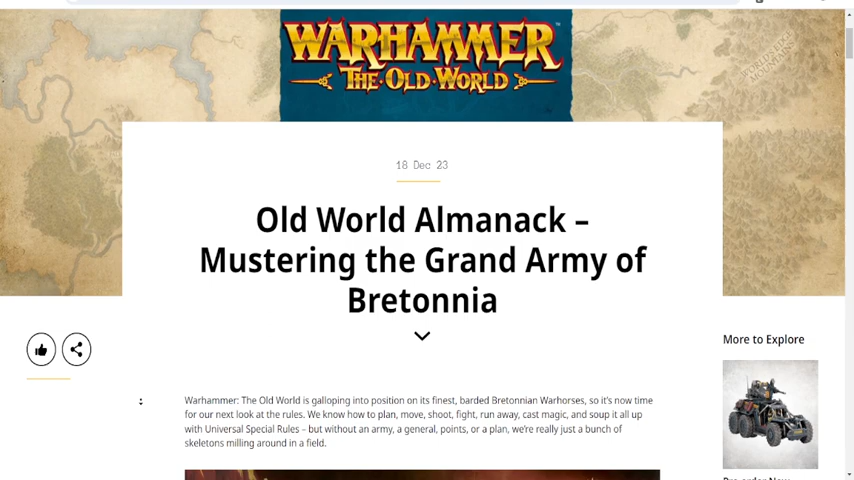 WARHAMMER™
THE·OLD·WORLD
WORLDS EDGE
MOUNTAINS
18 Dec 23
Old World Almanack –
Mustering the Grand Army of
Bretonnia
More to Explore
Warhammer: The Old World is galloping into position on its finest, barded Bretonnian Warhorses, so it's now time
for our next look at the rules. We know how to plan, move, shoot, fight, run away, cast magic, and soup it all up
with Universal Special Rules – but without an army, a general, points, or a plan, we're really just a bunch of
skeletons milling around in a field.